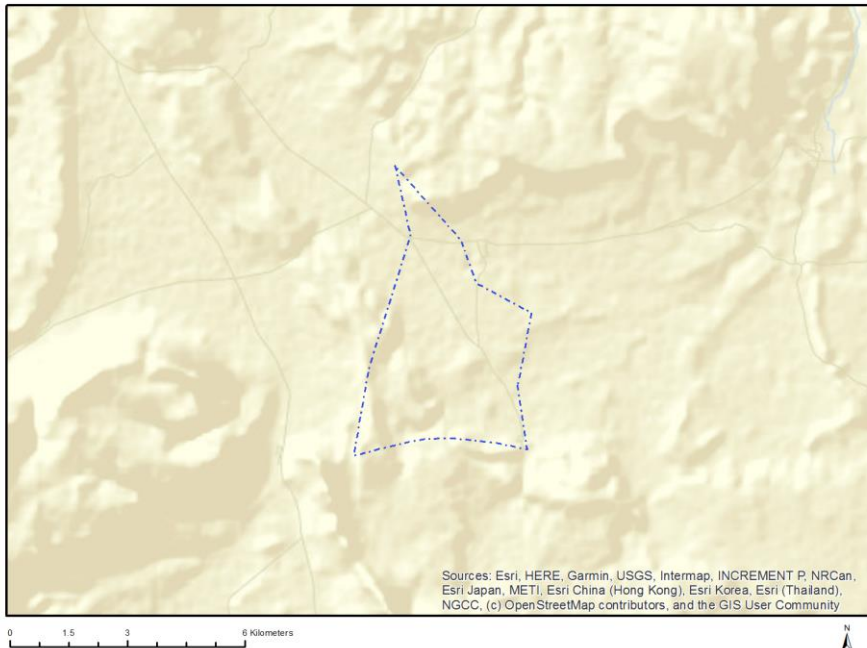 Sources: Esri, HERE, Garmin, USGS, Intermap, INCREMENT P, NRCan,
Esri Japan, METI, Esri China (Hong Kong), Esri Korea, Esri (Thailand),
NGCC, (c) OpenStreetMap contributors, and the GIS User Community
0 1.5 3 6 Kilometers
N